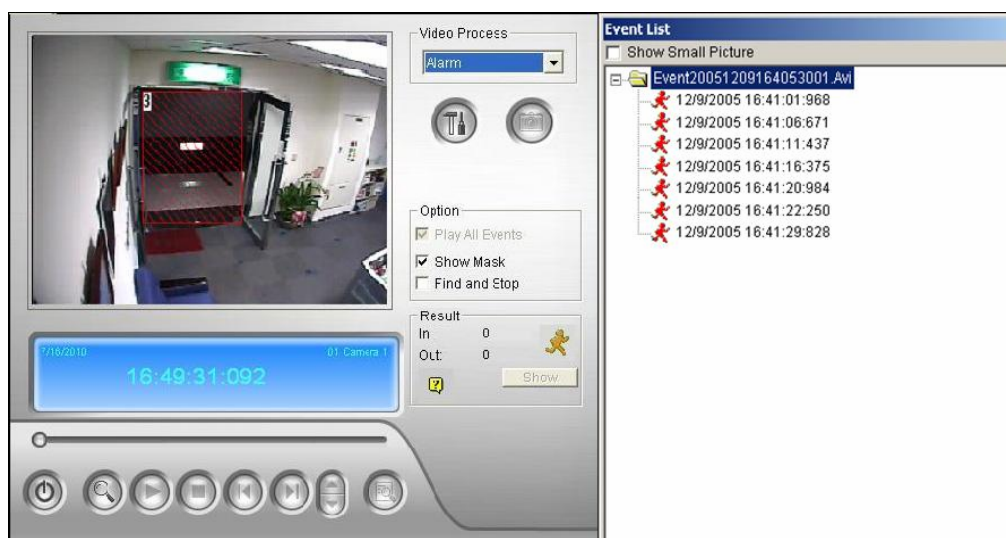 Video Process
Alarm
3
Option
Play All Events
Show Mask
Find and Stop
Result
In 0
Out: 0
Show
7/16/2010 01 Camera 1
16:49:31:092
Event List
Show Small Picture
Event20051209164053001.Avi
12/9/2005 16:41:01:968
12/9/2005 16:41:06:671
12/9/2005 16:41:11:437
12/9/2005 16:41:16:375
12/9/2005 16:41:20:984
12/9/2005 16:41:22:250
12/9/2005 16:41:29:828